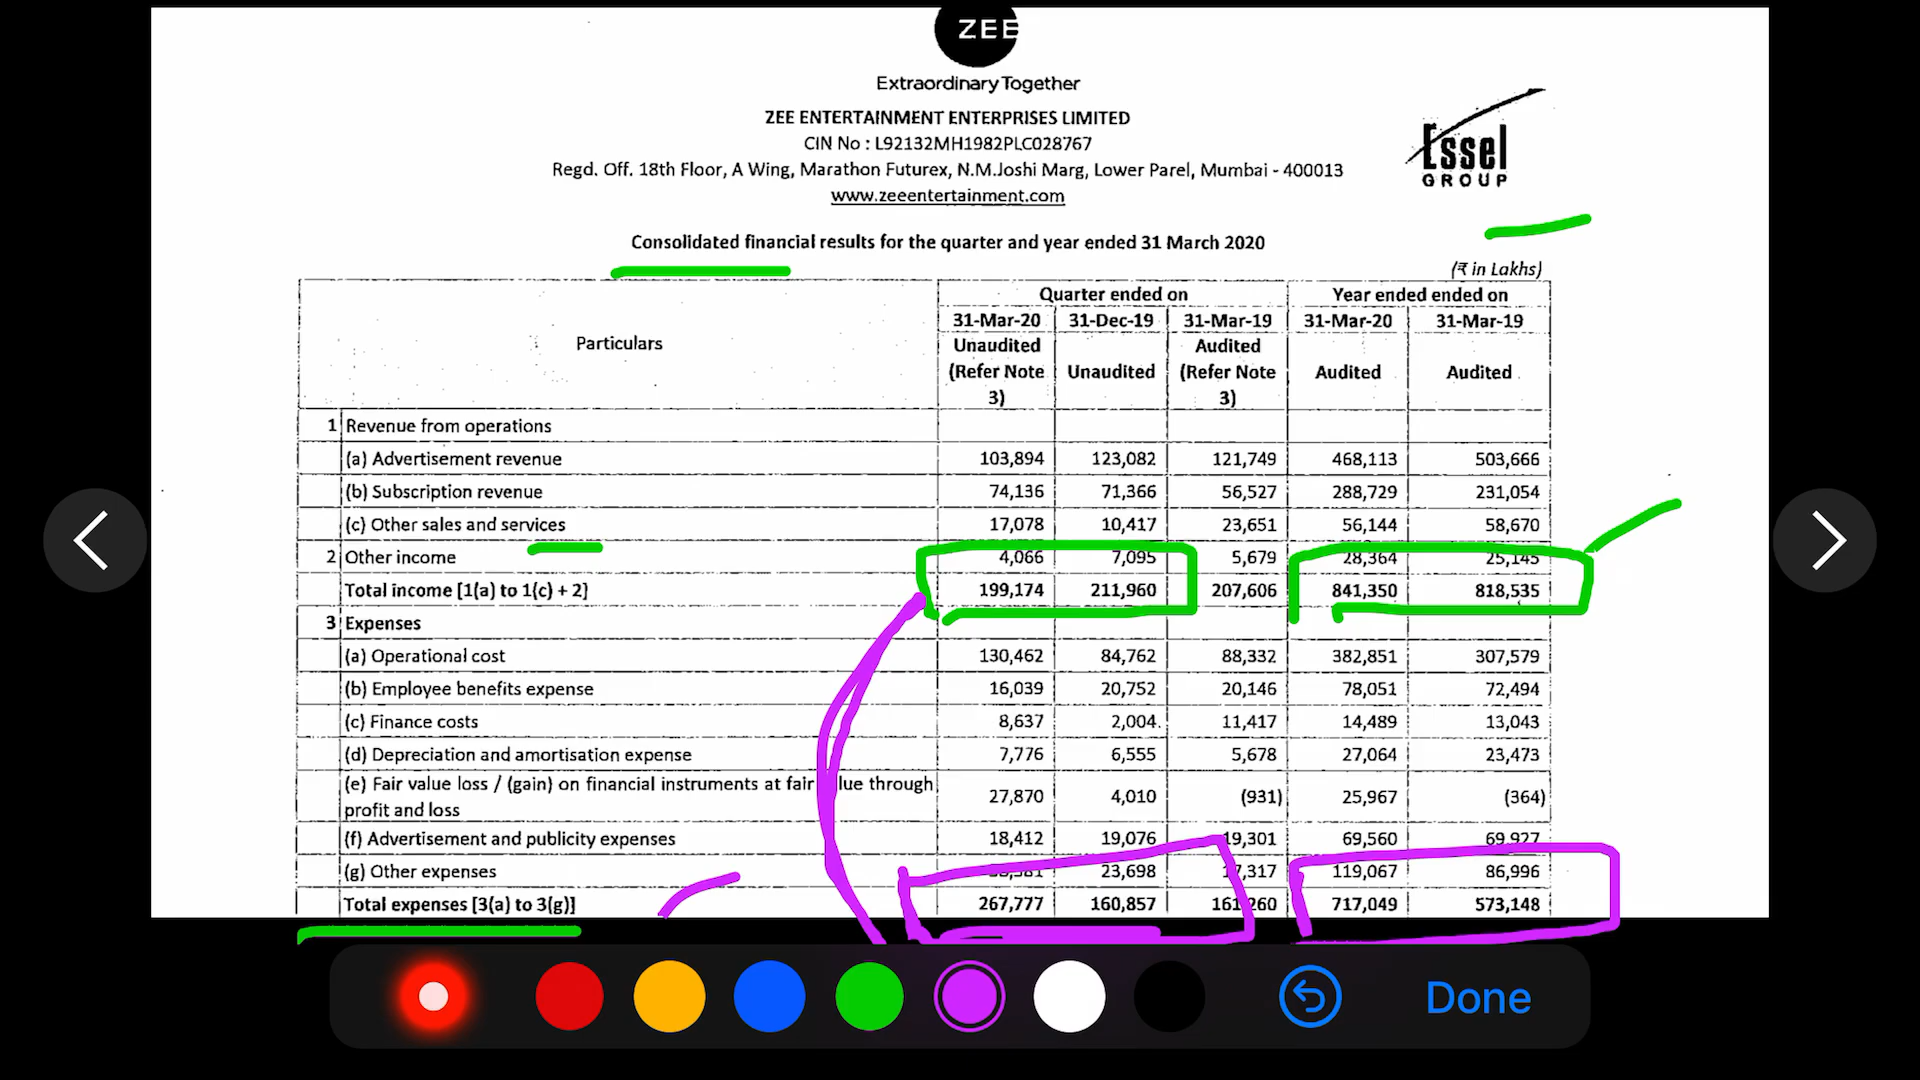 ZEE
Extraordinary Together
ZEE ENTERTAINMENT ENTERPRISES LIMITED
CIN No : L92132MH1982PLC028767
Regd. Off. 18th Floor, A Wing, Marathon Futurex, N.M.Joshi Marg, Lower Parel, Mumbai - 400013
www.zeeentertainment.com
Essel
GROUP
Consolidated financial results for the quarter and year ended 31 March 2020
(₹ in Lakhs)
Particulars Quarter ended on Year ended ended on
31-Mar-20 31-Dec-19 31-Mar-19 31-Mar-20 31-Mar-19
Unaudited (Refer Note 3) Unaudited Audited (Refer Note 3) Audited Audited
1 Revenue from operations
(a) Advertisement revenue 103,894 123,082 121,749 468,113 503,666
(b) Subscription revenue 74,136 71,366 56,527 288,729 231,054
(c) Other sales and services 17,078 10,417 23,651 56,144 58,670
2 Other income 4,066 7,095 5,679 28,364 25,145
Total income [1(a) to 1(c) + 2] 199,174 211,960 207,606 841,350 818,535
3 Expenses
(a) Operational cost 130,462 84,762 88,332 382,851 307,579
(b) Employee benefits expense 16,039 20,752 20,146 78,051 72,494
(c) Finance costs 8,637 2,004 11,417 14,489 13,043
(d) Depreciation and amortisation expense 7,776 6,555 5,678 27,064 23,473
(e) Fair value loss / (gain) on financial instruments at fair through
profit and loss 27,870 4,010 (931) 25,967 (364)
(f) Advertisement and publicity expenses 18,412 19,076 19,301 69,560 69,927
(g) Other expenses 23,698 119,067 86,996
Total expenses [3(a) to 3(g)] 267,777 160,857 161,260 717,049 573,148
Done